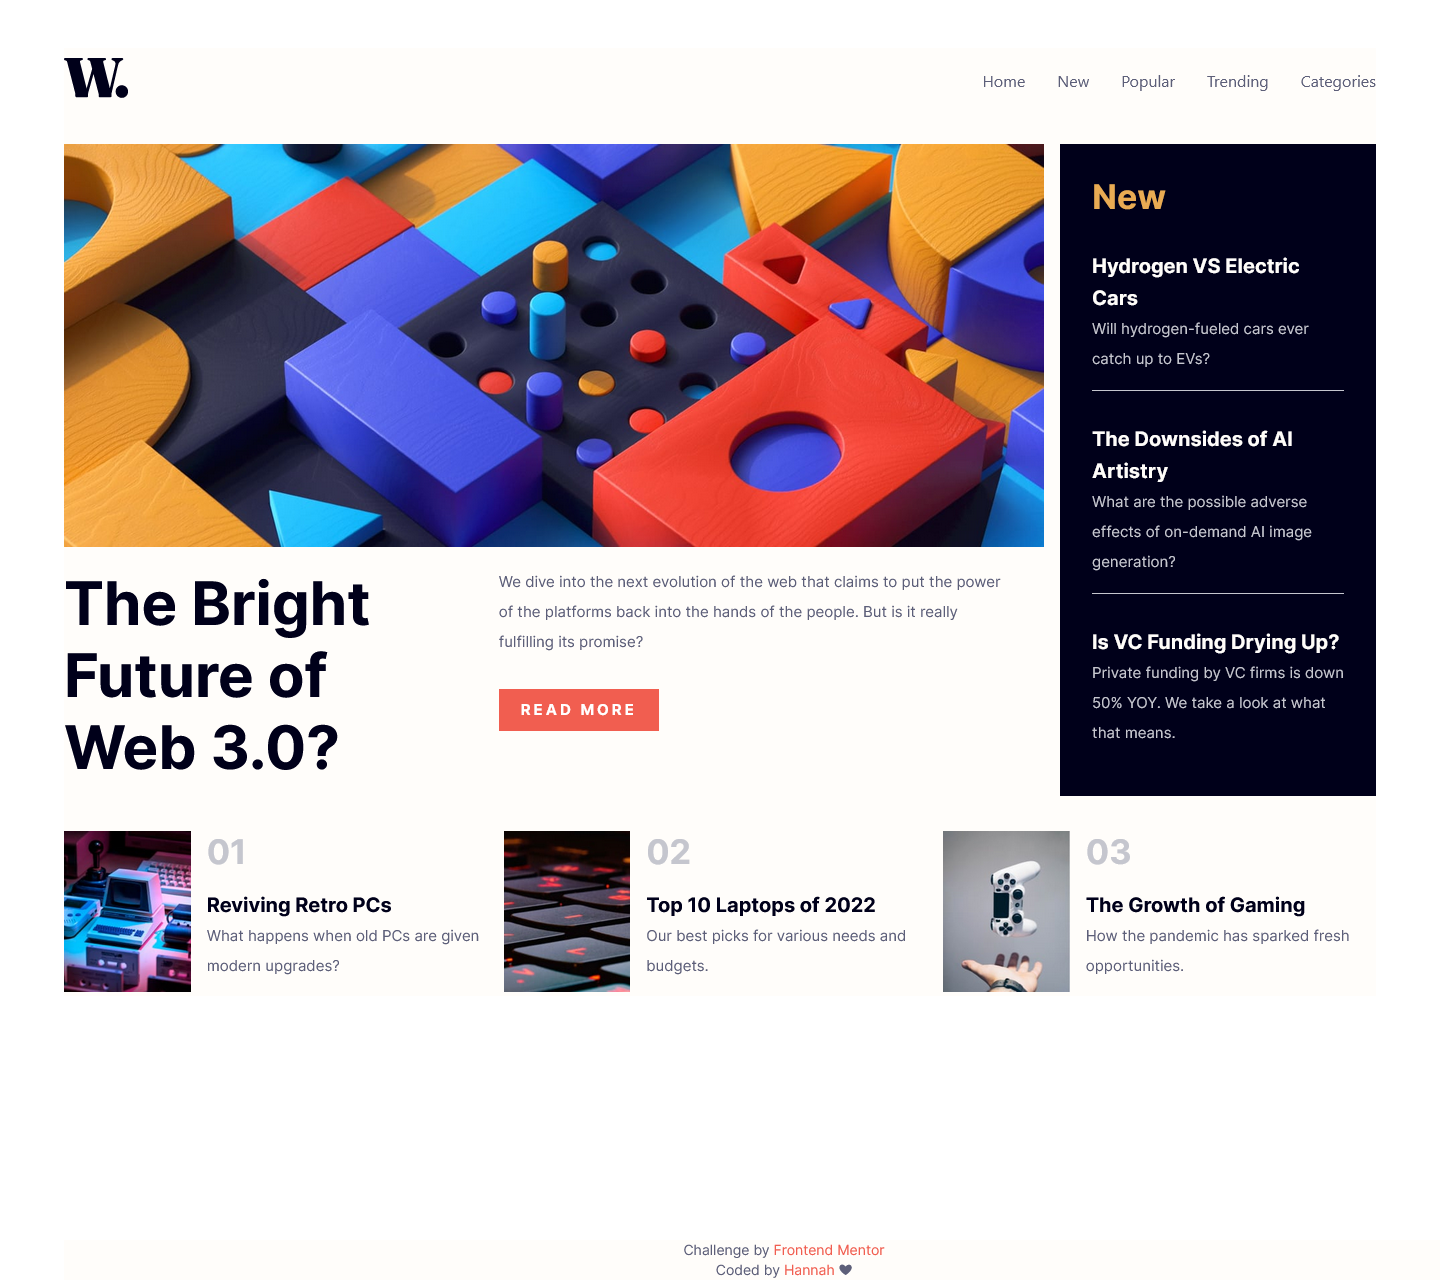 W.
Home New Popular Trending Categories
New
Hydrogen VS Electric
Cars
Will hydrogen-fueled cars ever
catch up to EVs?
The Downsides of AI
Artistry
What are the possible adverse
effects of on-demand AI image
generation?
Is VC Funding Drying Up?
Private funding by VC firms is down
50% YOY. We take a look at what
that means.
The Bright
Future of
Web 3.0?
We dive into the next evolution of the web that claims to put the power
of the platforms back into the hands of the people. But is it really
fulfilling its promise?
READ MORE
01
Reviving Retro PCs
What happens when old PCs are given
modern upgrades?
02
Top 10 Laptops of 2022
Our best picks for various needs and
budgets.
03
The Growth of Gaming
How the pandemic has sparked fresh
opportunities.
Challenge by Frontend Mentor
Coded by Hannah 🖤